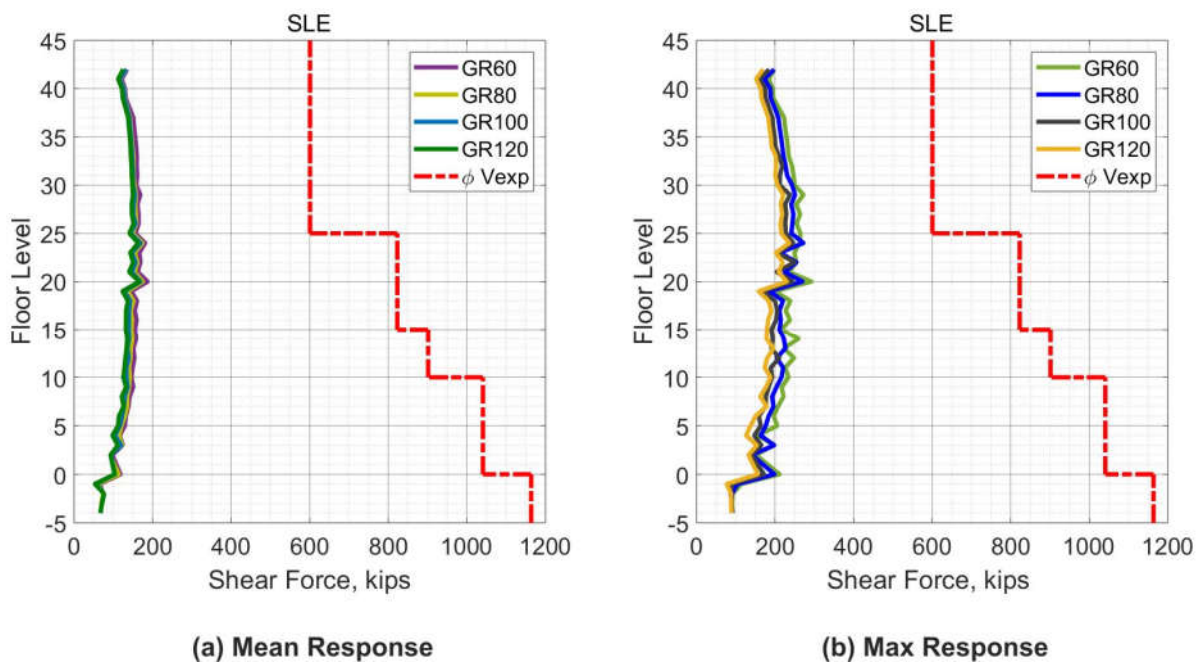 SLE
45
40
35
30
25
20
15
10
5
0
-5
Floor Level
GR60
GR80
GR100
GR120
ϕ Vexp
0 200 400 600 800 1000 1200
Shear Force, kips
(a) Mean Response
SLE
45
40
35
30
25
20
15
10
5
0
-5
Floor Level
GR60
GR80
GR100
GR120
ϕ Vexp
0 200 400 600 800 1000 1200
Shear Force, kips
(b) Max Response